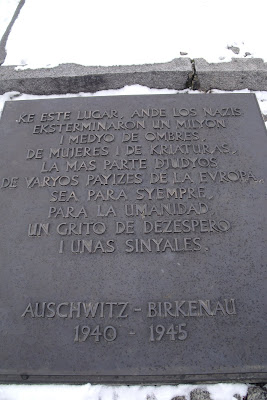 KE ESTE LUGAR, ANDE LOS NAZIS
EKSTERMINARON UN MILYON
I MEDYO DE OMBRES,
DE MUJERES I DE KRIATURAS,
LA MAS PARTE DJUDYOS
DE VARYOS PAYIZES DE LA EVROPA,
SEA PARA SYEMPRE,
PARA LA UMANIDAD,
UN GRITO DE DEZESPERO
I UNAS SINYALES.
AUSCHWITZ - BIRKENAU
1940 - 1945